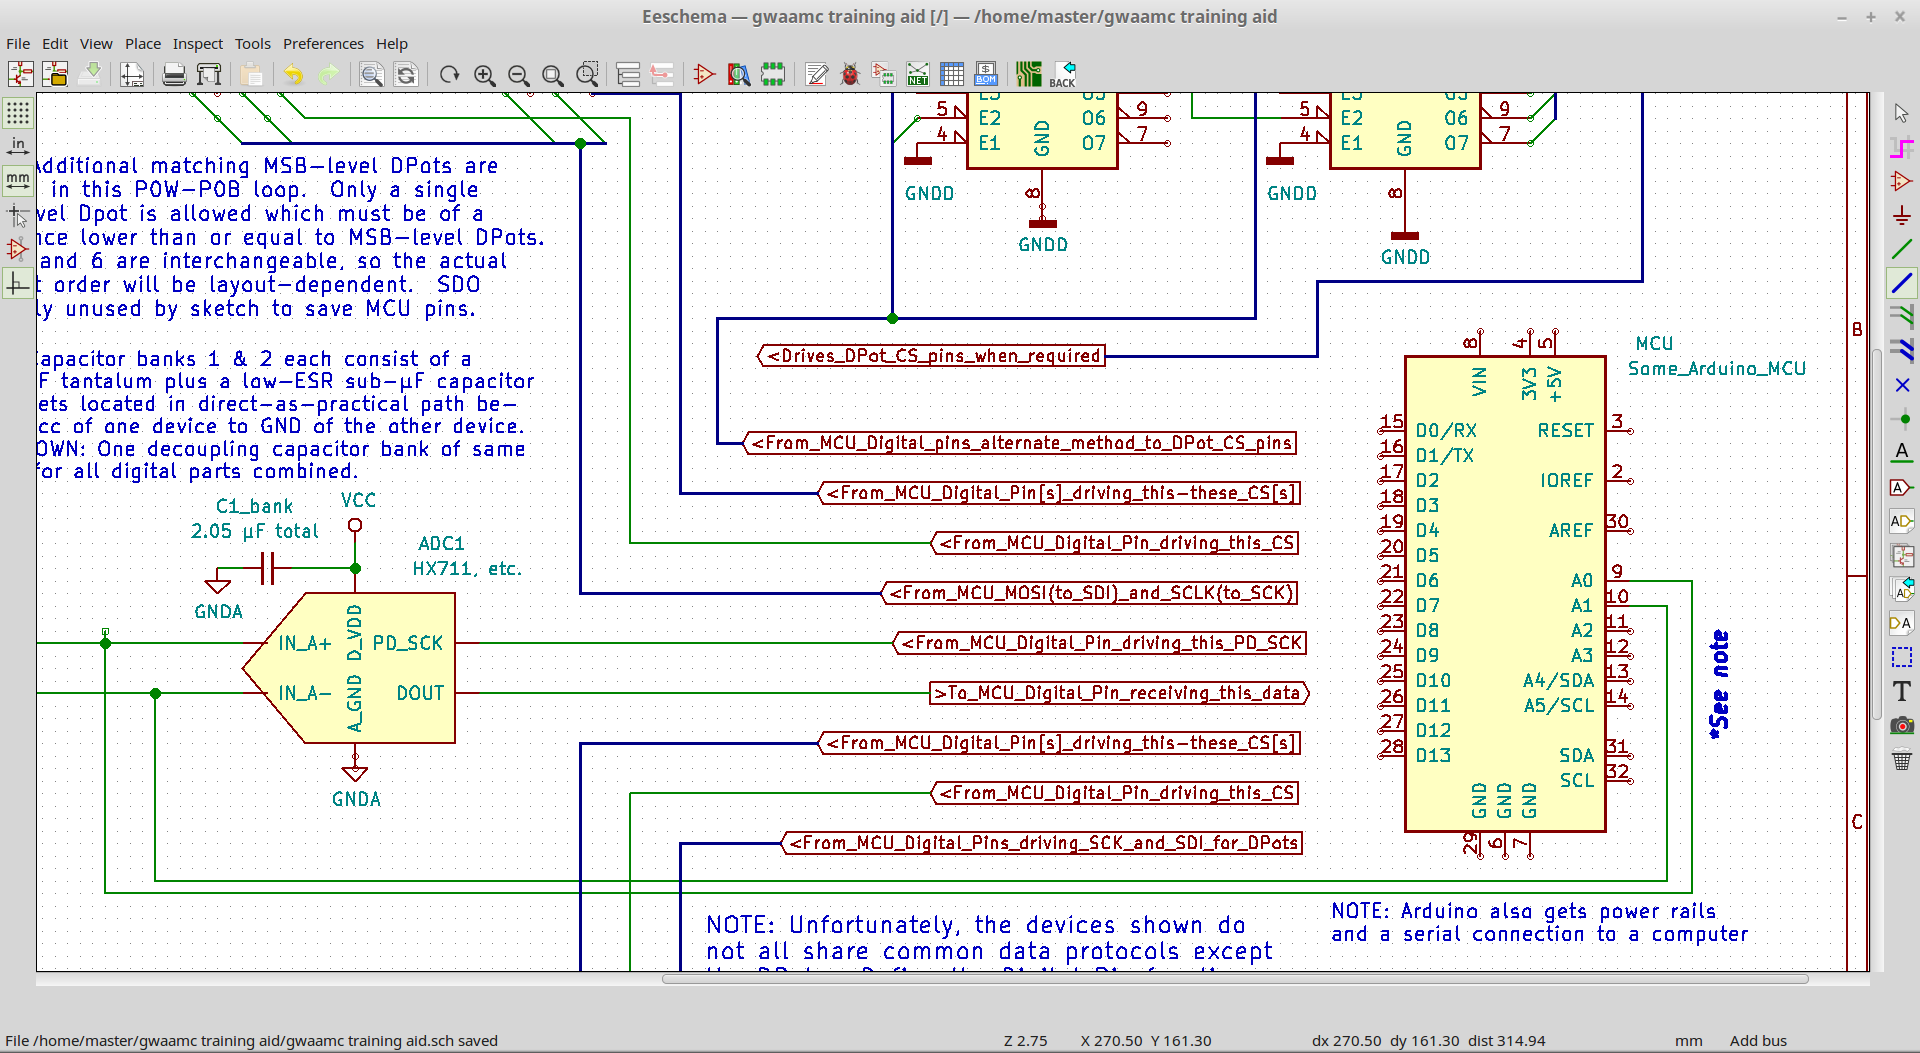 Eeschema — gwaamc training aid [/] — /home/master/gwaamc training aid
File Edit View Place Inspect Tools Preferences Help
NET
BOM
BACK
in
mm
Additional matching MSB-level DPots are
in this P0W-P0B loop. Only a single
vel Dpot is allowed which must be of a
nce lower than or equal to MSB-level DPots.
and 6 are interchangeable, so the actual
t order will be layout-dependent. SDO
ly unused by sketch to save MCU pins.
Capacitor banks 1 & 2 each consist of a
F tantalum plus a low-ESR sub-µF capacitor
ets located in direct-as-practical path be-
cc of one device to GND of the other device.
OWN: One decoupling capacitor bank of same
for all digital parts combined.
C1_bank
2.05 µF total
VCC
GNDA
ADC1
HX711, etc.
IN_A+
IN_A-
D_VDD
A_GND
PD_SCK
DOUT
GNDA
5 E2
4 E1
GND
O6 9
O7 7
8
GNDD
GNDD
5 E2
4 E1
GND
O6 9
O7 7
8
GNDD
GNDD
<Drives_DPot_CS_pins_when_required
<From_MCU_Digital_pins_alternate_method_to_DPot_CS_pins
<From_MCU_Digital_Pin[s]_driving_this-these_CS[s]
<From_MCU_Digital_Pin_driving_this_CS
<From_MCU_MOSI(to_SDI)_and_SCLK(to_SCK)
<From_MCU_Digital_Pin_driving_this_PD_SCK
>To_MCU_Digital_Pin_receiving_this_data
<From_MCU_Digital_Pin[s]_driving_this-these_CS[s]
<From_MCU_Digital_Pin_driving_this_CS
<From_MCU_Digital_Pins_driving_SCK_and_SDI_for_DPots
MCU
Some_Arduino_MCU
8 4 5
VIN 3V3 +5V
15 D0/RX
16 D1/TX
17 D2
18 D3
19 D4
20 D5
21 D6
22 D7
23 D8
24 D9
25 D10
26 D11
27 D12
28 D13
RESET 3
IOREF 2
AREF 30
A0 9
A1 10
A2 11
A3 12
A4/SDA 13
A5/SCL 14
SDA 31
SCL 32
GND GND GND
29 6 7
*See note
B
C
NOTE: Unfortunately, the devices shown do
not all share common data protocols except
NOTE: Arduino also gets power rails
and a serial connection to a computer
File /home/master/gwaamc training aid/gwaamc training aid.sch saved
Z 2.75 X 270.50 Y 161.30 dx 270.50 dy 161.30 dist 314.94 mm Add bus